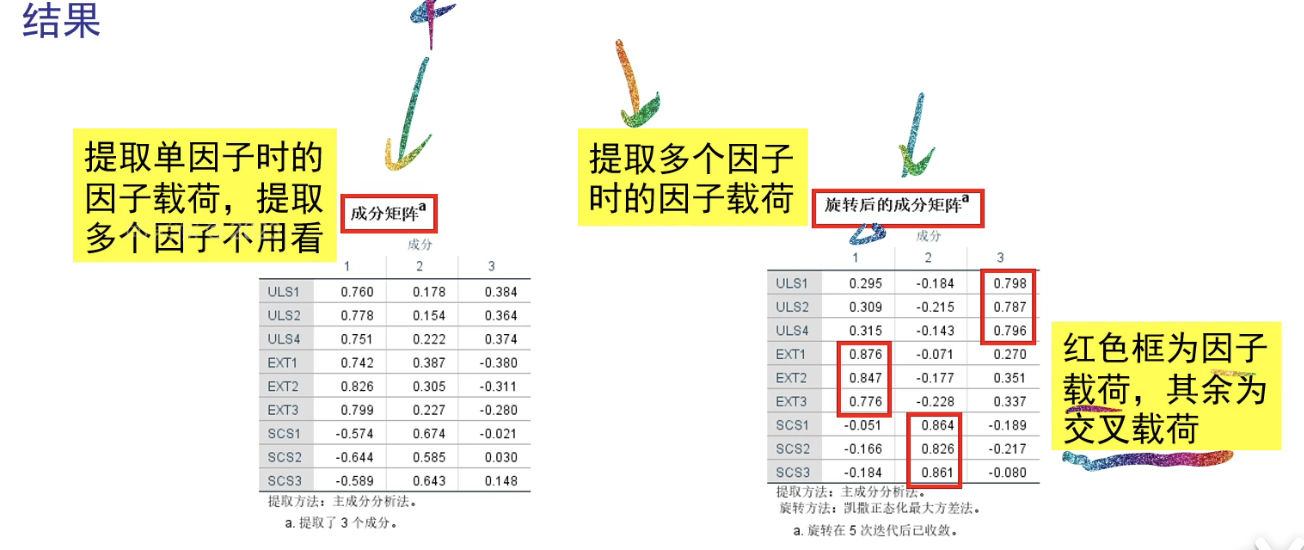 结果
提取单因子时的
因子载荷，提取
多个因子不用看
成分矩阵a
成分
1 2 3
ULS1 0.760 0.178 0.384
ULS2 0.778 0.154 0.364
ULS4 0.751 0.222 0.374
EXT1 0.742 0.387 -0.380
EXT2 0.826 0.305 -0.311
EXT3 0.799 0.227 -0.280
SCS1 -0.574 0.674 -0.021
SCS2 -0.644 0.585 0.030
SCS3 -0.589 0.643 0.148
提取方法：主成分分析法。
a. 提取了 3 个成分。
提取多个因子
时的因子载荷
旋转后的成分矩阵a
成分
1 2 3
ULS1 0.295 -0.184 0.798
ULS2 0.309 -0.215 0.787
ULS4 0.315 -0.143 0.796
EXT1 0.876 -0.071 0.270
EXT2 0.847 -0.177 0.351
EXT3 0.776 -0.228 0.337
SCS1 -0.051 0.864 -0.189
SCS2 -0.166 0.826 -0.217
SCS3 -0.184 0.861 -0.080
提取方法：主成分分析法。
旋转方法：凯撒正态化最大方差法。
a. 旋转在 5 次迭代后已收敛。
红色框为因子
载荷，其余为
交叉载荷